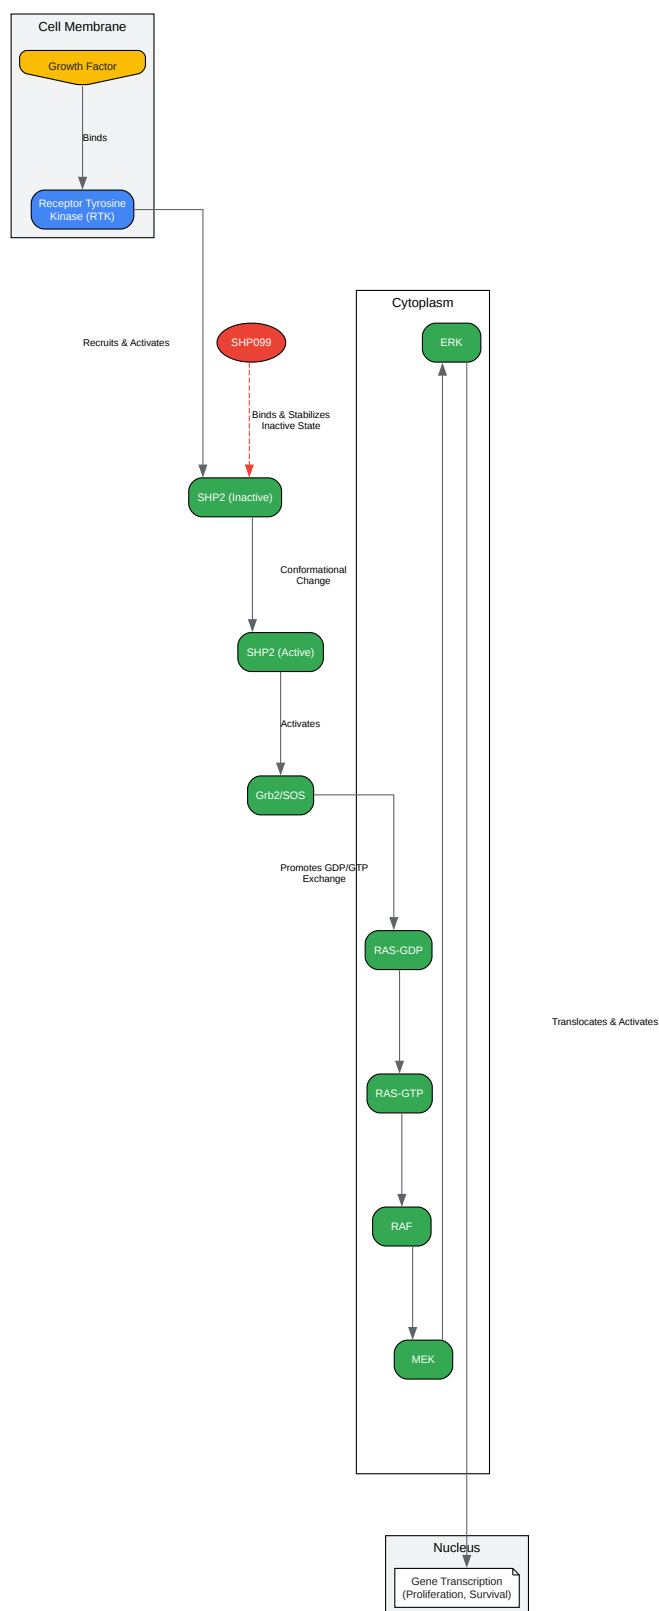 Cell Membrane
Growth Factor
Binds
Receptor Tyrosine
Kinase (RTK)
Cytoplasm
Recruits & Activates
SHP099
ERK
Binds & Stabilizes
Inactive State
SHP2 (Inactive)
Conformational
Change
SHP2 (Active)
Activates
Grb2/SOS
Promotes GDP/GTP
Exchange
RAS-GDP
Translocates & Activates
RAS-GTP
RAF
MEK
Nucleus
Gene Transcription
(Proliferation, Survival)